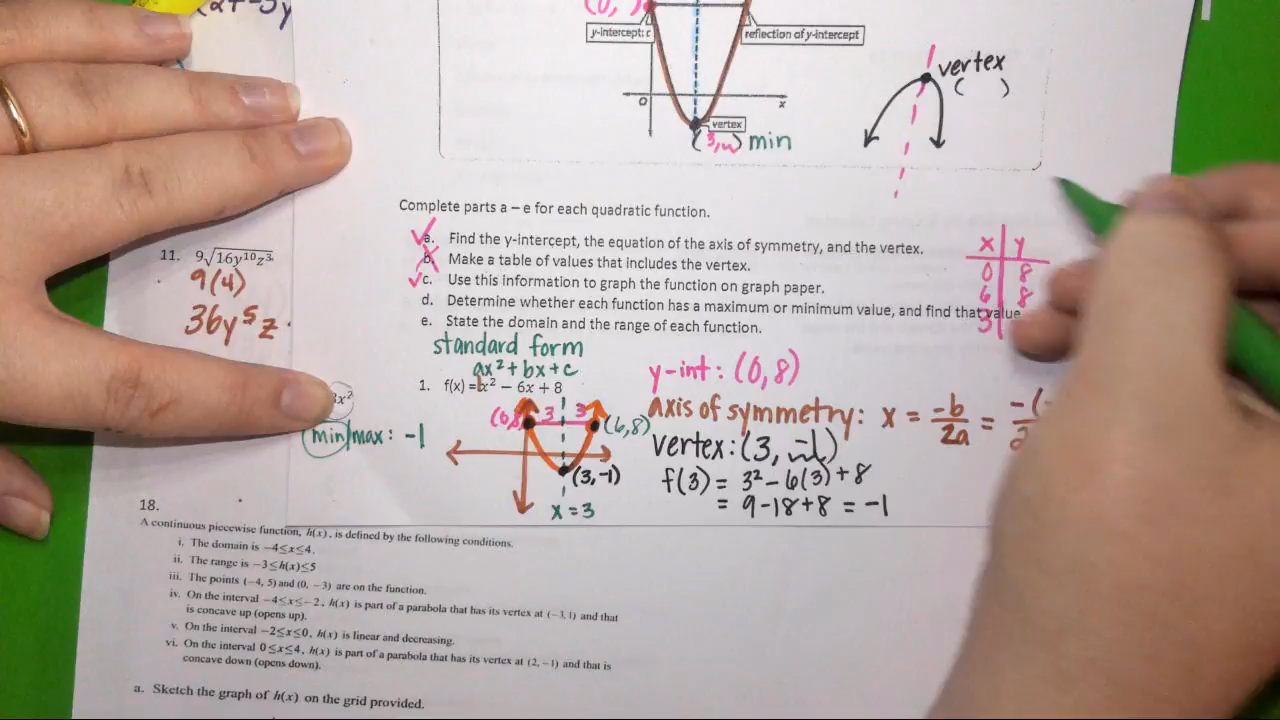 y-intercept: c
reflection of y-intercept
vertex
( )
O
x
vertex
min
Complete parts a – e for each quadratic function.
a. Find the y-intercept, the equation of the axis of symmetry, and the vertex.
b. Make a table of values that includes the vertex.
c. Use this information to graph the function on graph paper.
d. Determine whether each function has a maximum or minimum value, and find that value
e. State the domain and the range of each function.
x y
0 8
6 8
3
11. 9√16y¹⁰z³
9(4)
36y⁵z
standard form
ax²+bx+c
1. f(x) = x² − 6x + 8
y-int: (0,8)
axis of symmetry: x = -b/2a =
vertex: (3, -1)
f(3) = 3² - 6(3) + 8
= 9 - 18 + 8 = -1
min/max: -1
3 3
(6,8)
(3,-1)
x = 3
18.
A continuous piecewise function, h(x), is defined by the following conditions.
i. The domain is −4≤x≤4.
ii. The range is −3≤h(x)≤5
iii. The points (−4, 5) and (0, −3) are on the function.
iv. On the interval −4≤x≤−2, h(x) is part of a parabola that has its vertex at (−3, 1) and that
is concave up (opens up).
v. On the interval −2≤x≤0, h(x) is linear and decreasing.
vi. On the interval 0≤x≤4, h(x) is part of a parabola that has its vertex at (2, −1) and that is
concave down (opens down).
a. Sketch the graph of h(x) on the grid provided.